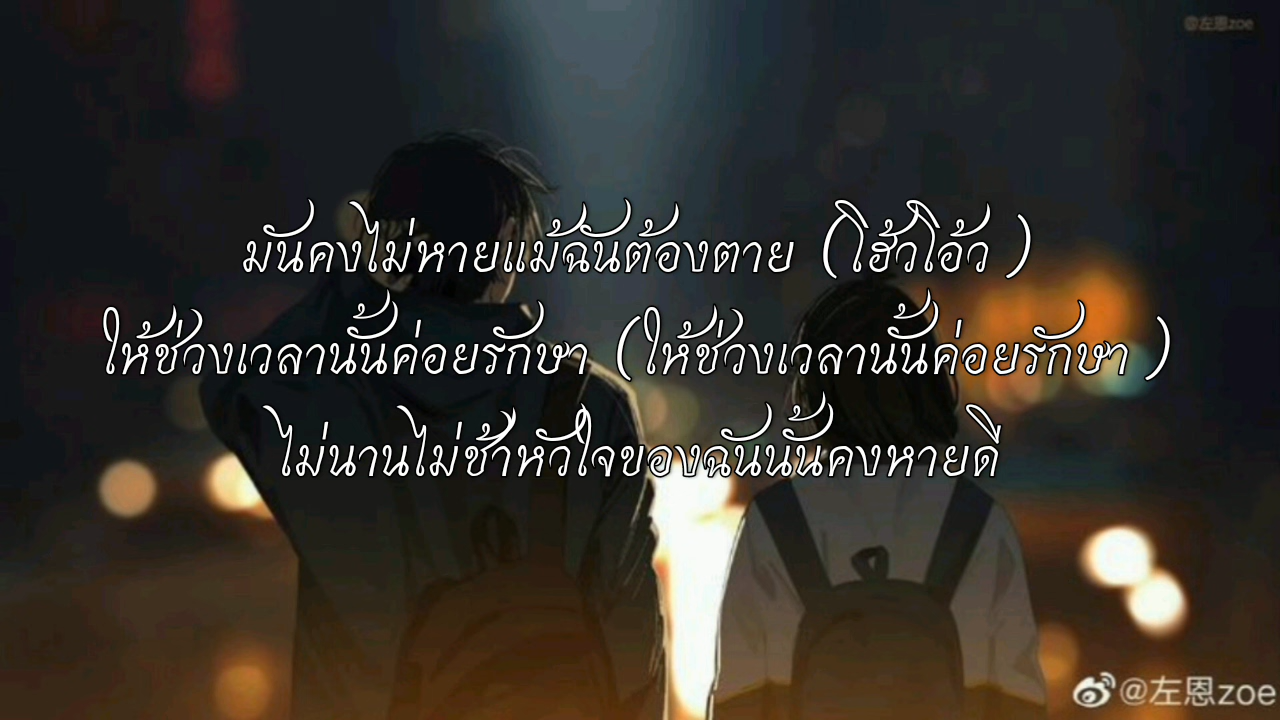 @左恩zoe
มันคงไม่หายแม้ฉันต้องตาย (โฮ้วโอ้ว )
ให้ช่วงเวลานั้นค่อยรักษา (ให้ช่วงเวลานั้นค่อยรักษา )
ไม่นานไม่ช้าหัวใจของฉันนั้นคงหายดี
@左恩zoe